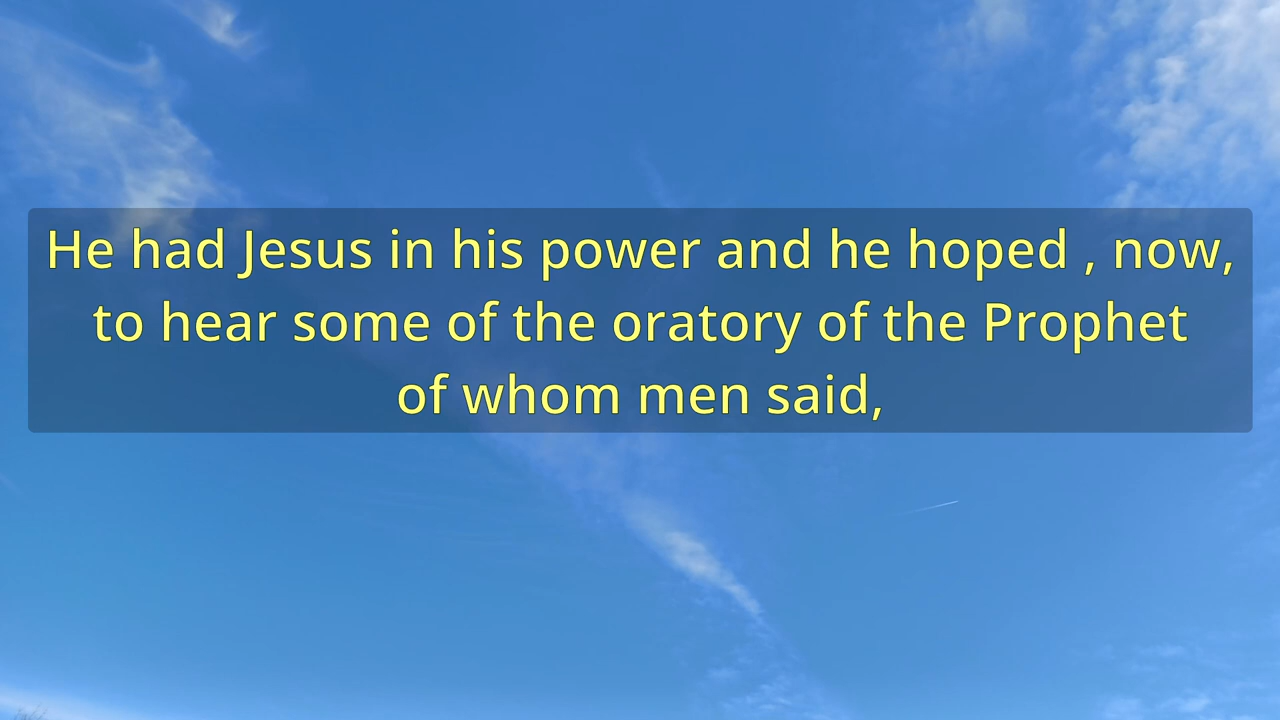 He had Jesus in his power and he hoped , now,
to hear some of the oratory of the Prophet
of whom men said,